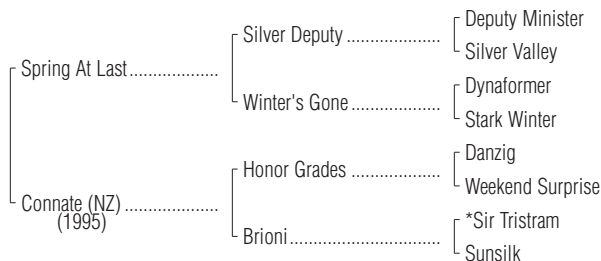 Deputy Minister
Silver Deputy ....................
Silver Valley
Spring At Last...................
Dynaformer
Winter's Gone .................
Stark Winter
Danzig
Honor Grades ...................
Weekend Surprise
Connate (NZ) ....................
(1995)
*Sir Tristram
Brioni................................
Sunsilk